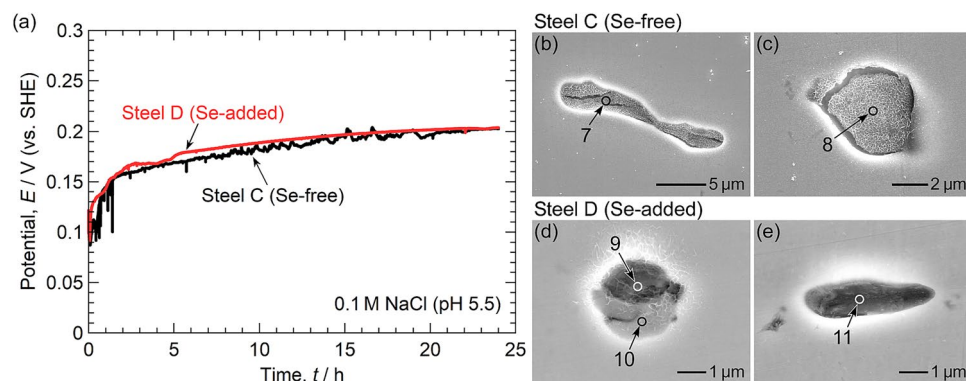 (a)
0.3
0.25
0.2
0.15
0.1
0.05
0
Potential, E / V (vs. SHE)
Steel D (Se-added)
Steel C (Se-free)
0.1 M NaCl (pH 5.5)
0 5 10 15 20 25
Time, t / h
Steel C (Se-free)
(b)
7
5 μm
(c)
8
2 μm
Steel D (Se-added)
(d)
9
10
1 μm
(e)
11
1 μm